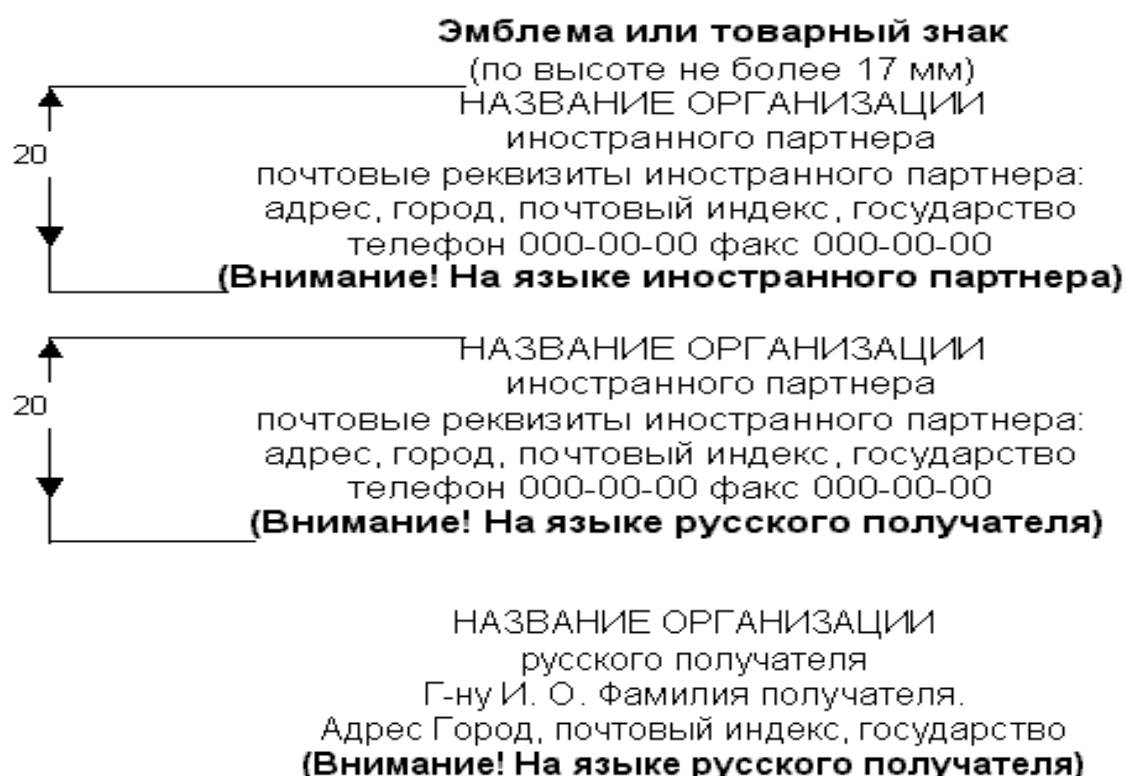 Эмблема или товарный знак
(по высоте не более 17 мм)
НАЗВАНИЕ ОРГАНИЗАЦИИ
иностранного партнера
20
почтовые реквизиты иностранного партнера:
адрес, город, почтовый индекс, государство
телефон 000-00-00 факс 000-00-00
(Внимание! На языке иностранного партнера)
НАЗВАНИЕ ОРГАНИЗАЦИИ
иностранного партнера
20
почтовые реквизиты иностранного партнера:
адрес, город, почтовый индекс, государство
телефон 000-00-00 факс 000-00-00
(Внимание! На языке русского получателя)
НАЗВАНИЕ ОРГАНИЗАЦИИ
русского получателя
Г-ну И. О. Фамилия получателя.
Адрес Город, почтовый индекс, государство
(Внимание! На языке русского получателя)